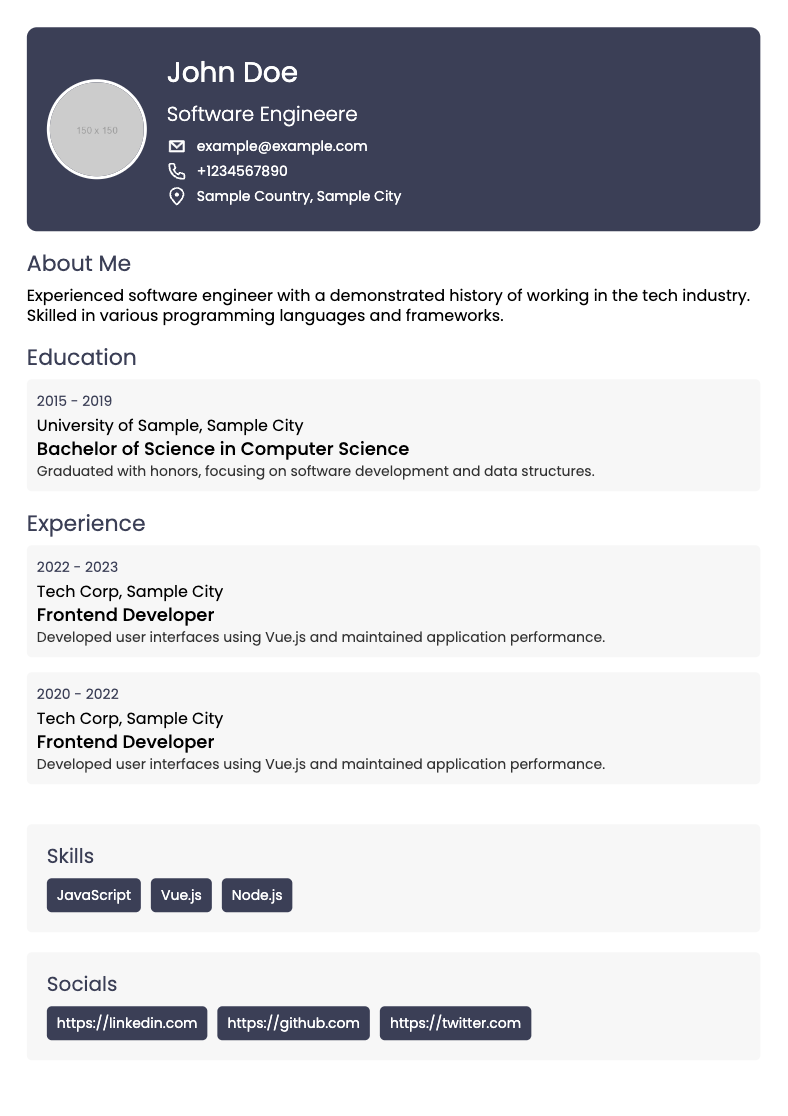 John Doe
150 x 150
Software Engineere
example@example.com
+1234567890
Sample Country, Sample City
About Me
Experienced software engineer with a demonstrated history of working in the tech industry.
Skilled in various programming languages and frameworks.
Education
2015 - 2019
University of Sample, Sample City
Bachelor of Science in Computer Science
Graduated with honors, focusing on software development and data structures.
Experience
2022 - 2023
Tech Corp, Sample City
Frontend Developer
Developed user interfaces using Vue.js and maintained application performance.
2020 - 2022
Tech Corp, Sample City
Frontend Developer
Developed user interfaces using Vue.js and maintained application performance.
Skills
JavaScript Vue.js Node.js
Socials
https://linkedin.com https://github.com https://twitter.com